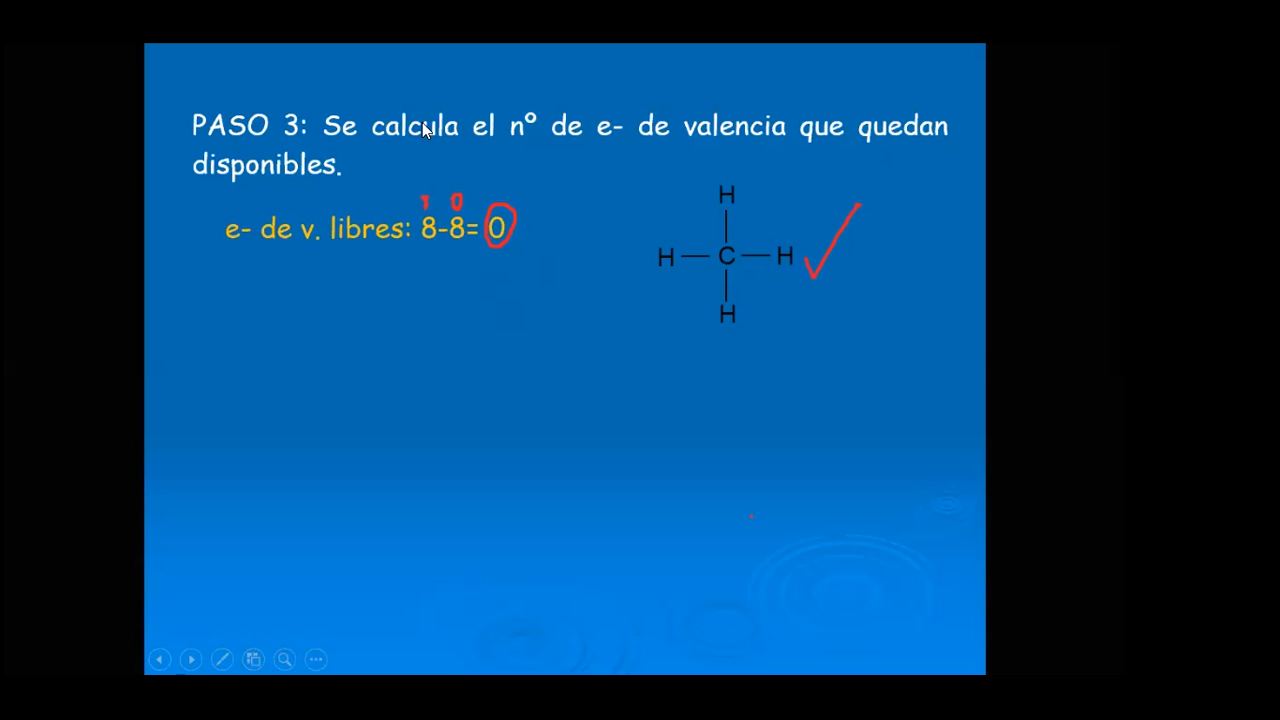 PASO 3: Se calcula el nº de e- de valencia que quedan
disponibles.
e- de v. libres: 8-8= 0
H
H C H
H